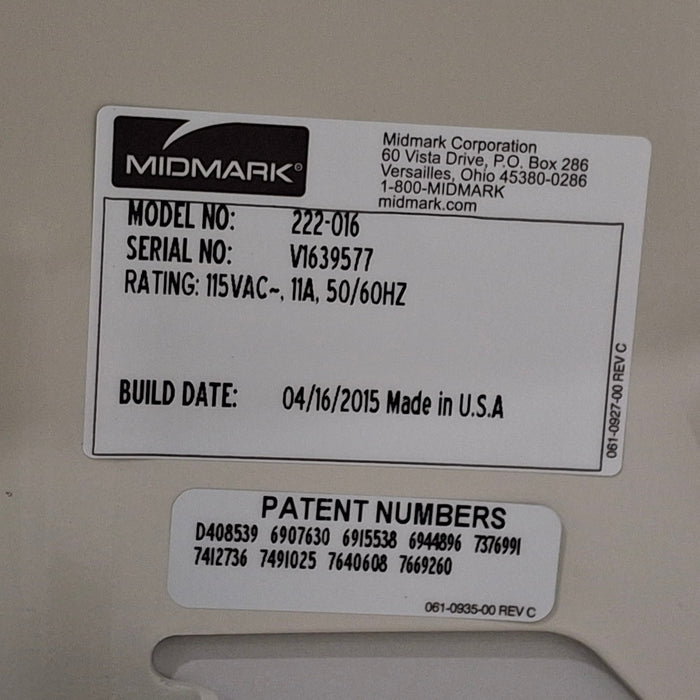 MIDMARK®
Midmark Corporation
60 Vista Drive, P.O. Box 286
Versailles, Ohio 45380-0286
1-800-MIDMARK
midmark.com
MODEL NO: 222-016
SERIAL NO: V1639577
RATING: 115VAC~, 11A, 50/60HZ
BUILD DATE: 04/16/2015 Made in U.S.A
061-0927-00 REV C
PATENT NUMBERS
D408539 6907630 6915538 6944896 7376991
7412736 7491025 7640608 7669260
061-0935-00 REV C